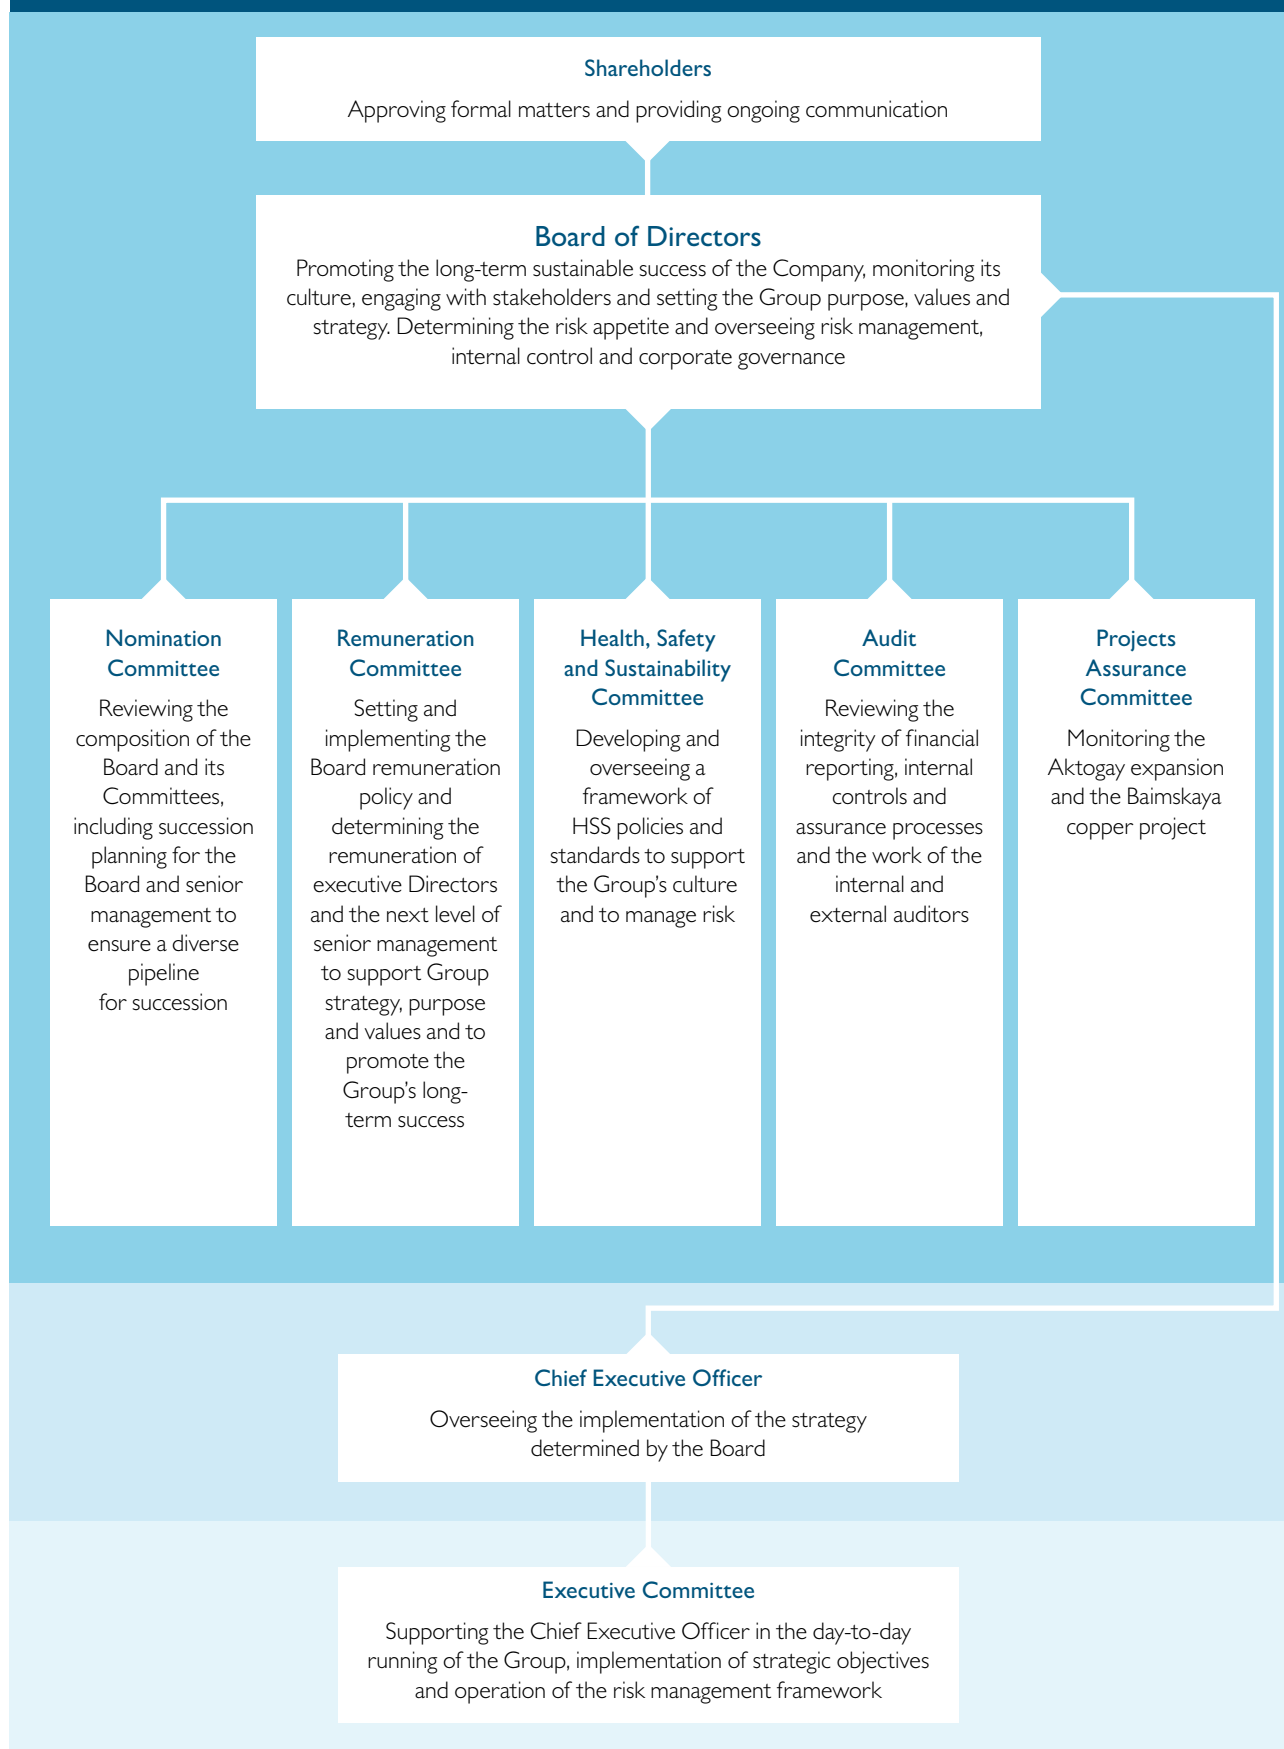 Shareholders
Approving formal matters and providing ongoing communication
Board of Directors
Promoting the long-term sustainable success of the Company, monitoring its
culture, engaging with stakeholders and setting the Group purpose, values and
strategy. Determining the risk appetite and overseeing risk management,
internal control and corporate governance
Nomination
Committee
Reviewing the
composition of the
Board and its
Committees,
including succession
planning for the
Board and senior
management to
ensure a diverse
pipeline
for succession
Remuneration
Committee
Setting and
implementing the
Board remuneration
policy and
determining the
remuneration of
executive Directors
and the next level of
senior management
to support Group
strategy, purpose
and values and to
promote the
Group’s long-
term success
Health, Safety
and Sustainability
Committee
Developing and
overseeing a
framework of
HSS policies and
standards to support
the Group’s culture
and to manage risk
Audit
Committee
Reviewing the
integrity of financial
reporting, internal
controls and
assurance processes
and the work of the
internal and
external auditors
Projects
Assurance
Committee
Monitoring the
Aktogay expansion
and the Baimskaya
copper project
Chief Executive Officer
Overseeing the implementation of the strategy
determined by the Board
Executive Committee
Supporting the Chief Executive Officer in the day-to-day
running of the Group, implementation of strategic objectives
and operation of the risk management framework